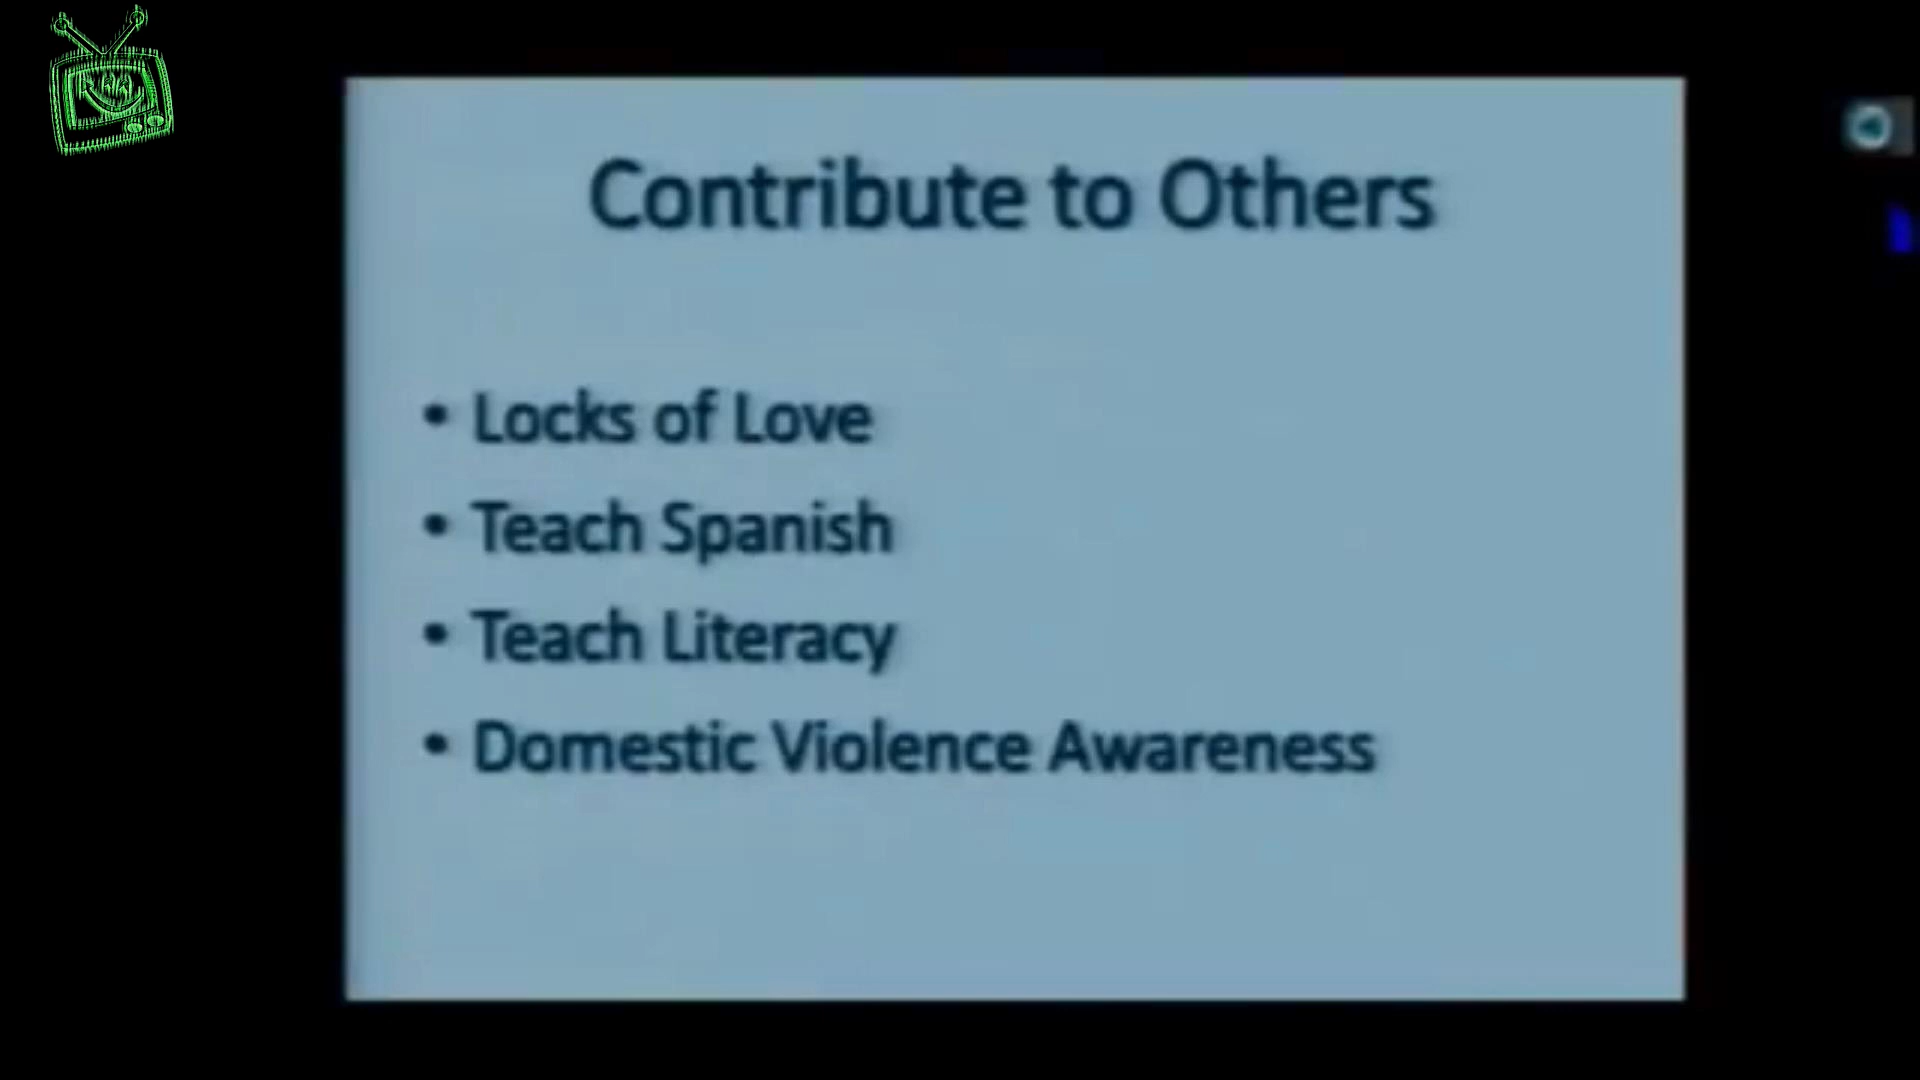 Contribute to Others
• Locks of Love
• Teach Spanish
• Teach Literacy
• Domestic Violence Awareness